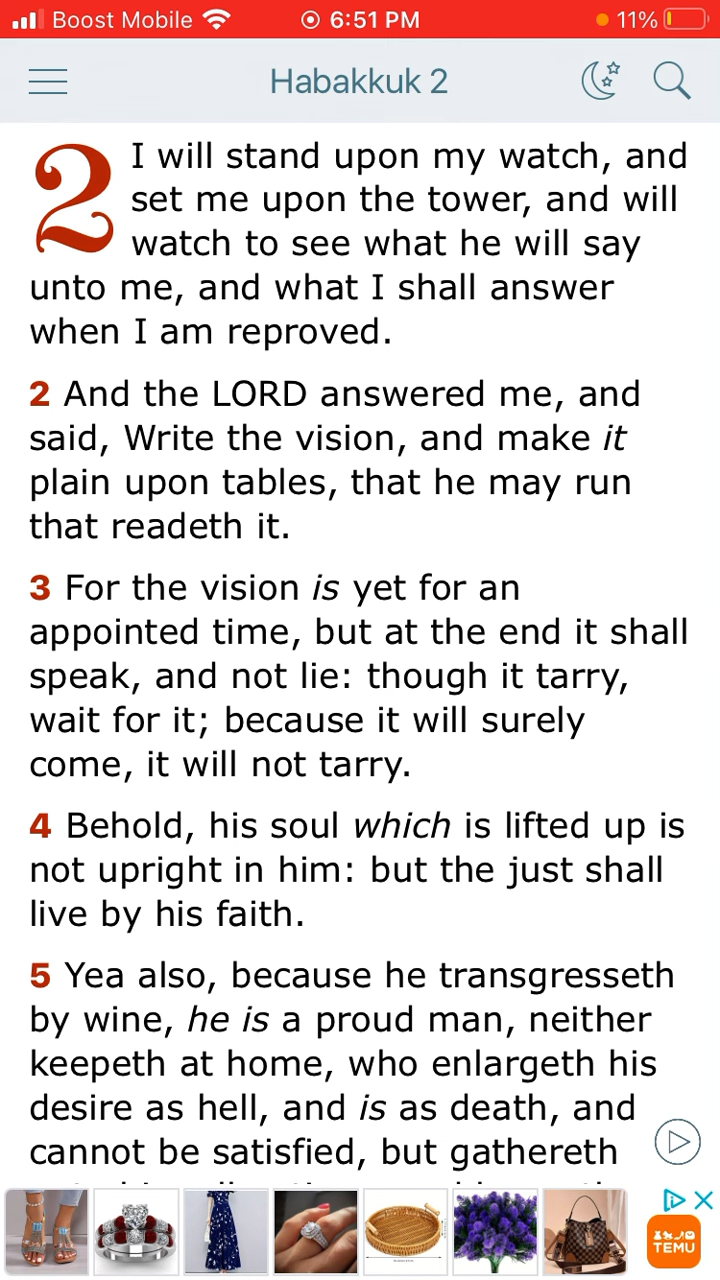 Boost Mobile 6:51 PM 11%
Habakkuk 2
2 I will stand upon my watch, and
set me upon the tower, and will
watch to see what he will say
unto me, and what I shall answer
when I am reproved.
2 And the LORD answered me, and
said, Write the vision, and make it
plain upon tables, that he may run
that readeth it.
3 For the vision is yet for an
appointed time, but at the end it shall
speak, and not lie: though it tarry,
wait for it; because it will surely
come, it will not tarry.
4 Behold, his soul which is lifted up is
not upright in him: but the just shall
live by his faith.
5 Yea also, because he transgresseth
by wine, he is a proud man, neither
keepeth at home, who enlargeth his
desire as hell, and is as death, and
cannot be satisfied, but gathereth
TEMU